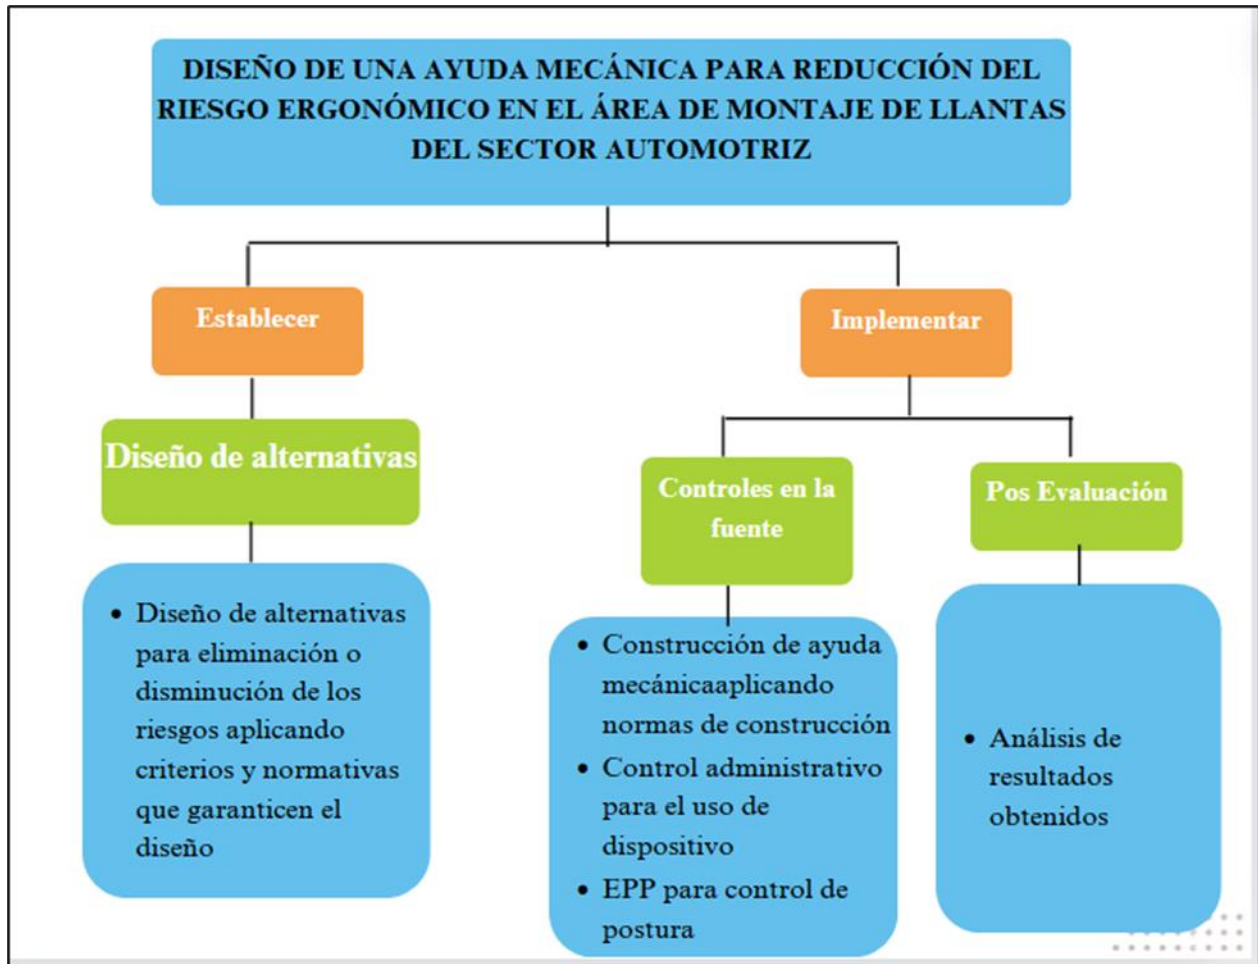 DISEÑO DE UNA AYUDA MECÁNICA PARA REDUCCIÓN DEL
RIESGO ERGONÓMICO EN EL ÁREA DE MONTAJE DE LLANTAS
DEL SECTOR AUTOMOTRIZ
Establecer
Implementar
Diseño de alternativas
Controles en la
fuente
Pos Evaluación
• Diseño de alternativas
para eliminación o
disminución de los
riesgos aplicando
criterios y normativas
que garanticen el
diseño
• Construcción de ayuda
mecánicaaplicando
normas de construcción
• Control administrativo
para el uso de
dispositivo
• EPP para control de
postura
• Análisis de
resultados
obtenidos